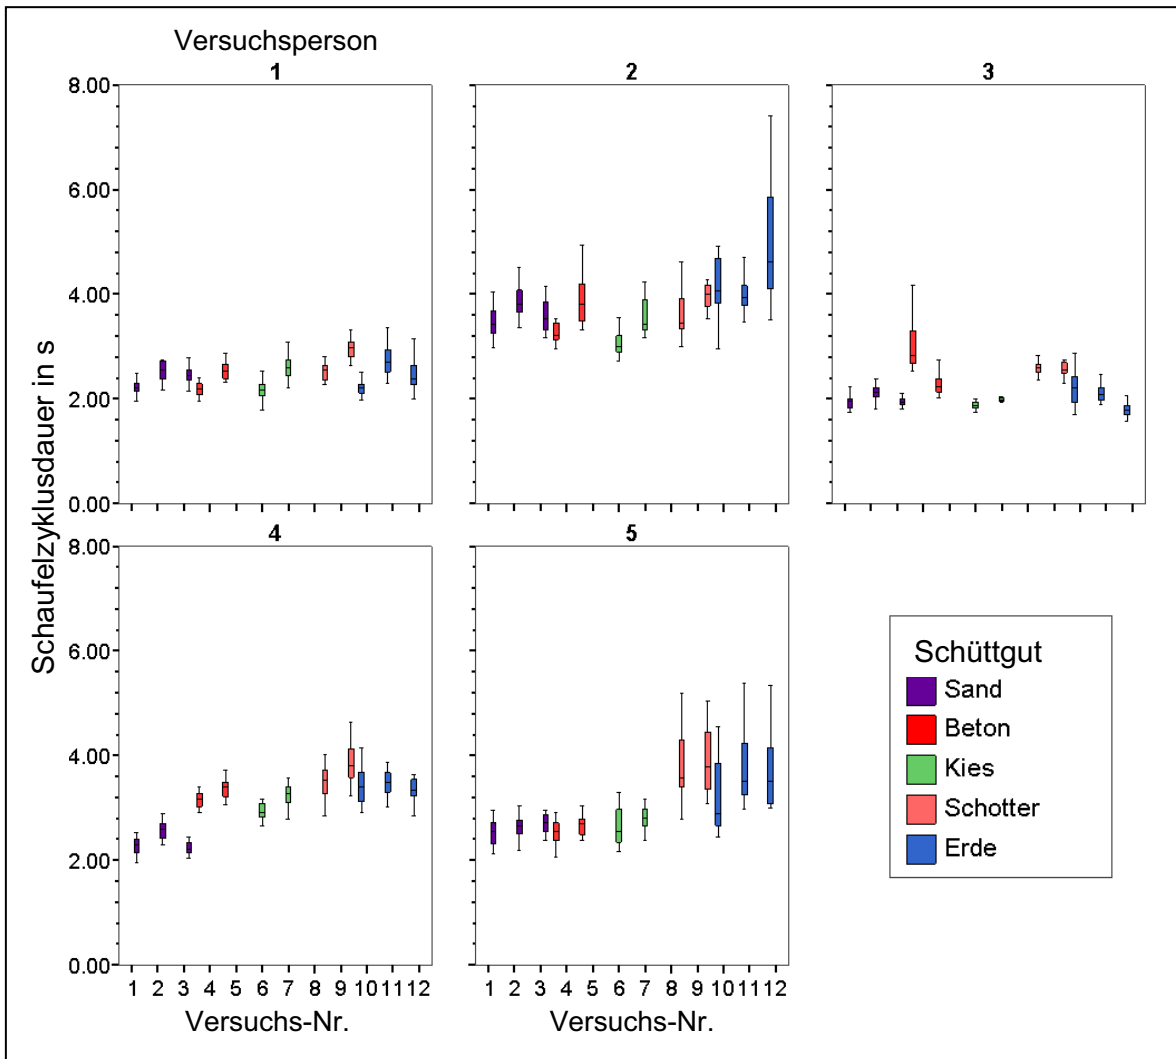 Versuchsperson
1 2 3
8.00
6.00
4.00
2.00
0.00
4 5
8.00
6.00
4.00
2.00
0.00
Schaufelzyklusdauer in s
1 2 3 4 5 6 7 8 9 10 11 12
1 2 3 4 5 6 7 8 9 10 11 12
Versuchs-Nr. Versuchs-Nr.
Schüttgut
Sand
Beton
Kies
Schotter
Erde